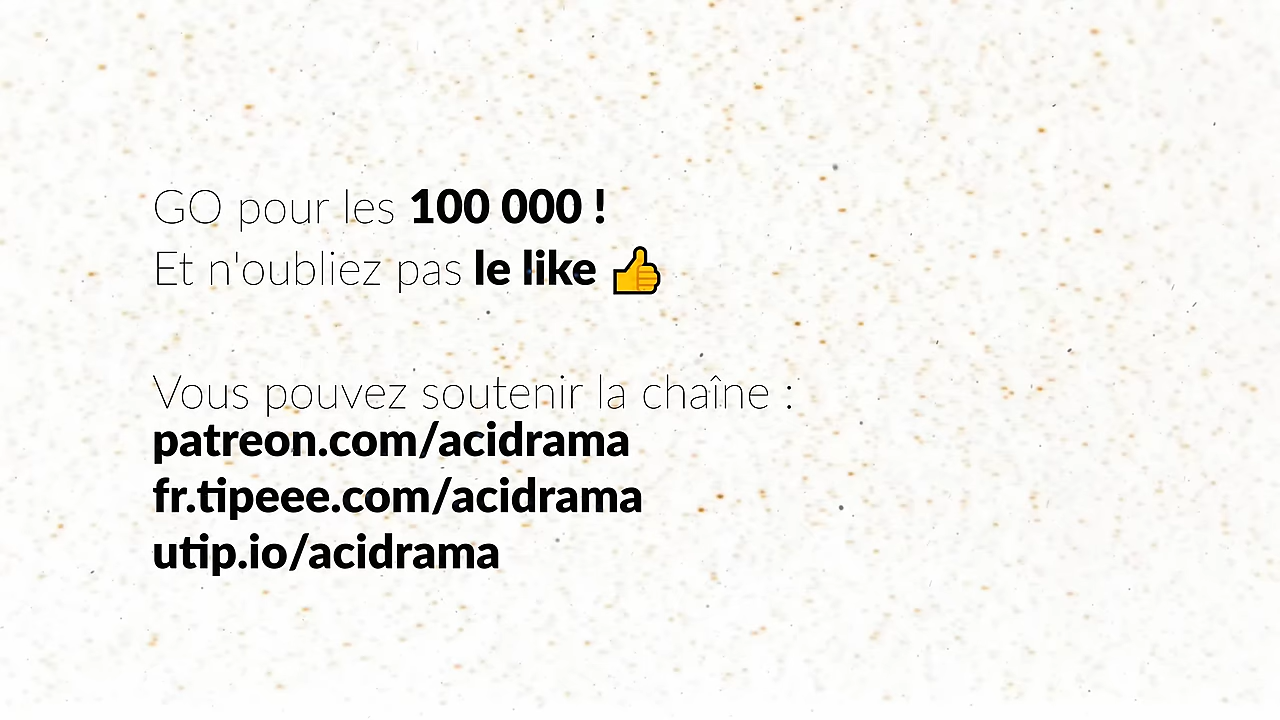 GO pour les 100 000 !
Et n'oubliez pas le like 👍
Vous pouvez soutenir la chaîne :
patreon.com/acidrama
fr.tipeee.com/acidrama
utip.io/acidrama